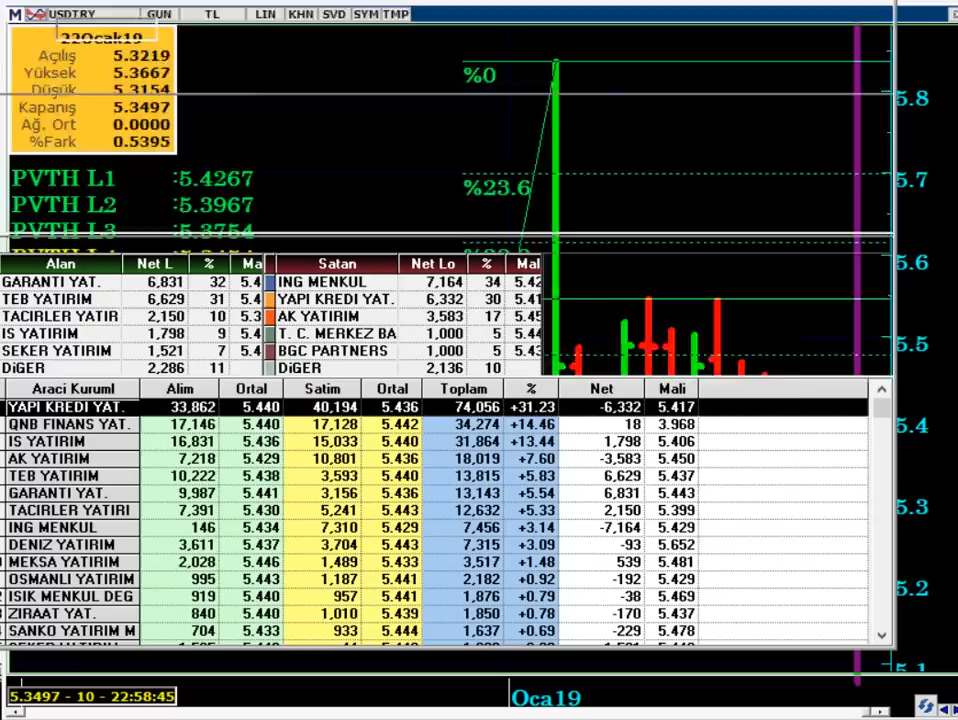 M USDTRY GUN TL LIN KHN SVD SYM TMP
22Ocak19
Açılış 5.3219
Yüksek 5.3667
Düşük 5.3154
Kapanış 5.3497
Ağ. Ort 0.0000
%Fark 0.5395
PVTH L1 :5.4267
PVTH L2 :5.3967
PVTH L3 :5.3754
%0
%23.6
5.8
5.7
5.6
5.5
5.4
5.3
5.2
5.1
Alan Net L % Ma Satan Net Lo % Mal
GARANTI YAT. 6,831 32 5.4 ING MENKUL 7,164 34 5.42
TEB YATIRIM 6,629 31 5.4 YAPI KREDI YAT. 6,332 30 5.41
TACIRLER YATIR 2,150 10 5.3 AK YATIRIM 3,583 17 5.45
IS YATIRIM 1,798 9 5.4 T. C. MERKEZ BA 1,000 5 5.44
SEKER YATIRIM 1,521 7 5.4 BGC PARTNERS 1,000 5 5.43
DiGER 2,286 11 DiGER 2,136 10
Araci Kuruml Alim Ortal Satim Ortal Toplam % Net Mali
YAPI KREDI YAT. 33,862 5.440 40,194 5.436 74,056 +31.23 -6,332 5.417
QNB FINANS YAT. 17,146 5.440 17,128 5.442 34,274 +14.46 18 3.968
IS YATIRIM 16,831 5.436 15,033 5.440 31,864 +13.44 1,798 5.406
AK YATIRIM 7,218 5.429 10,801 5.436 18,019 +7.60 -3,583 5.450
TEB YATIRIM 10,222 5.438 3,593 5.440 13,815 +5.83 6,629 5.437
GARANTI YAT. 9,987 5.441 3,156 5.436 13,143 +5.54 6,831 5.443
TACIRLER YATIRI 7,391 5.430 5,241 5.443 12,632 +5.33 2,150 5.399
ING MENKUL 146 5.434 7,310 5.429 7,456 +3.14 -7,164 5.429
DENIZ YATIRIM 3,611 5.437 3,704 5.443 7,315 +3.09 -93 5.652
MEKSA YATIRIM 2,028 5.446 1,489 5.433 3,517 +1.48 539 5.481
OSMANLI YATIRIM 995 5.443 1,187 5.441 2,182 +0.92 -192 5.429
ISIK MENKUL DEG 919 5.440 957 5.441 1,876 +0.79 -38 5.469
ZIRAAT YAT. 840 5.440 1,010 5.439 1,850 +0.78 -170 5.437
SANKO YATIRIM M 704 5.433 933 5.444 1,637 +0.69 -229 5.478
5.3497 - 10 - 22:58:45
Oca19